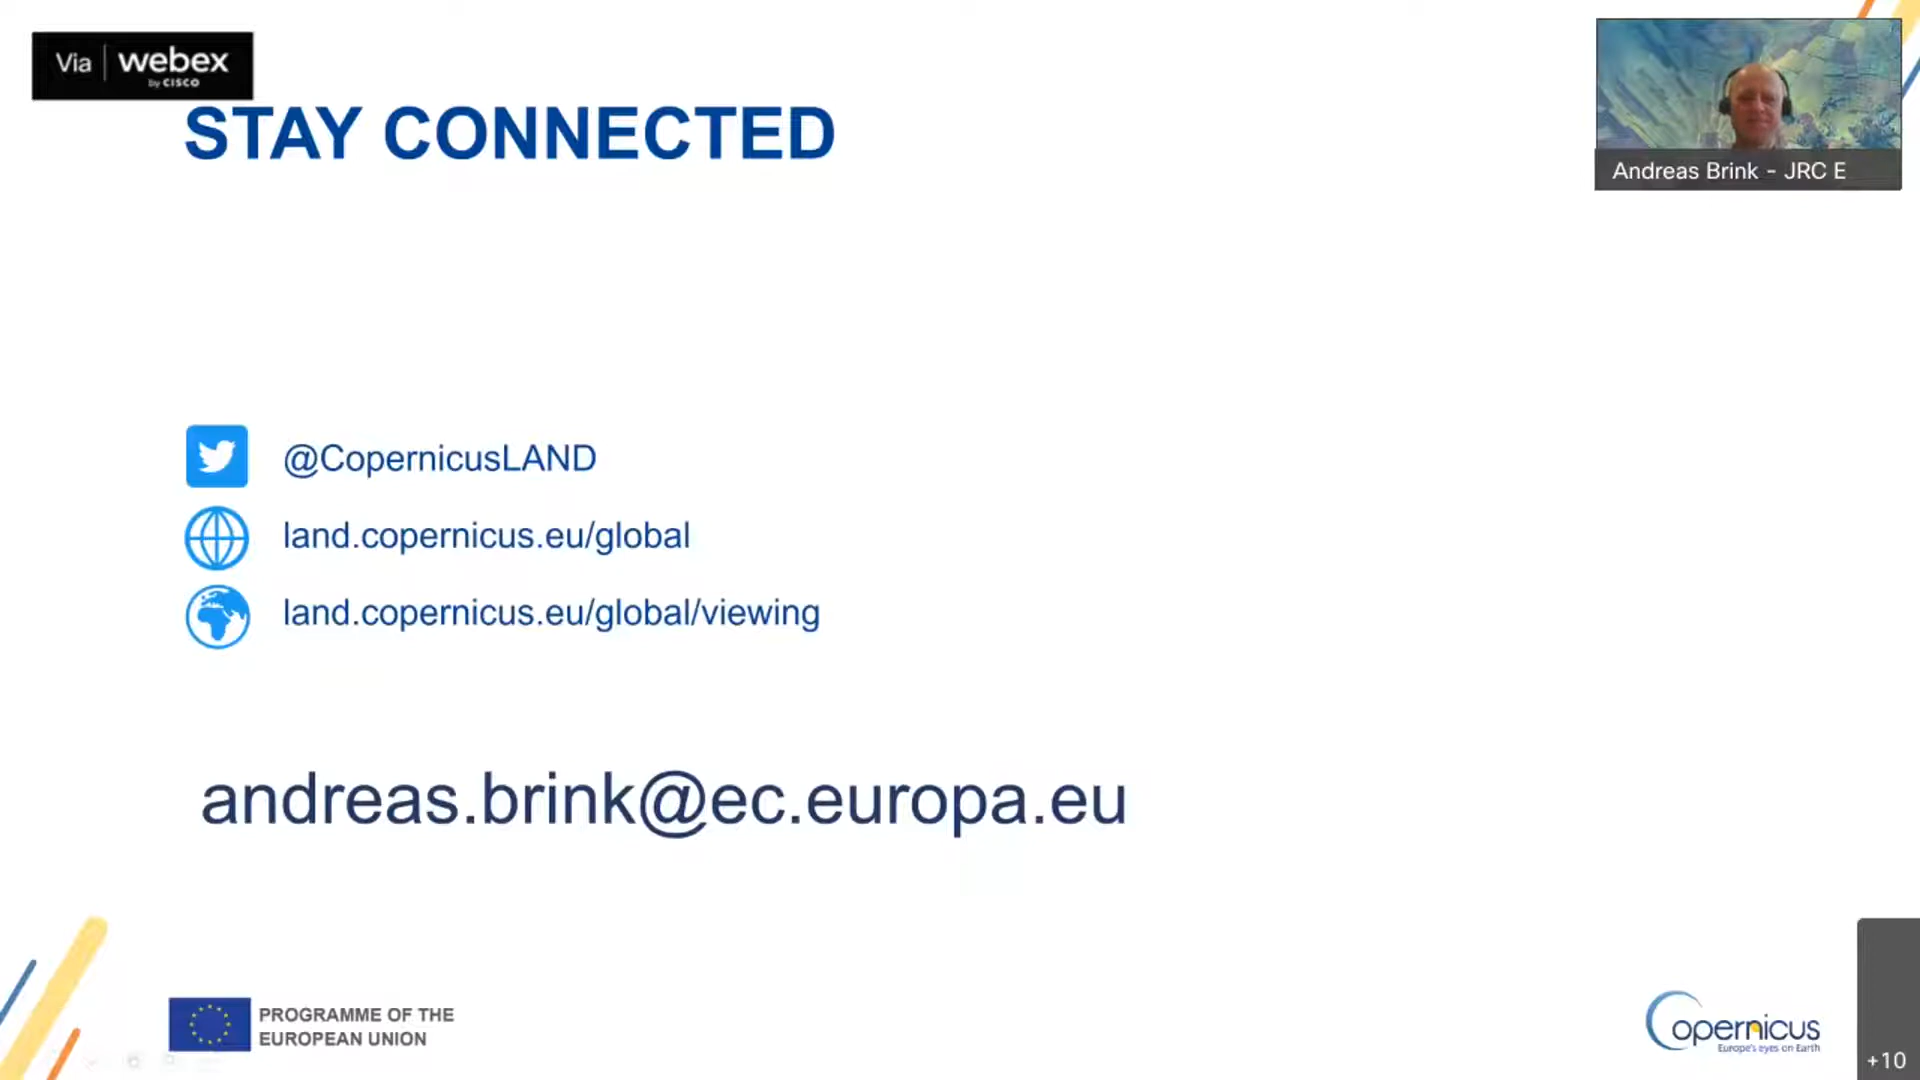 Via webex
by CISCO
STAY CONNECTED
Andreas Brink - JRC E
@CopernicusLAND
land.copernicus.eu/global
land.copernicus.eu/global/viewing
andreas.brink@ec.europa.eu
PROGRAMME OF THE
EUROPEAN UNION
opernicus
Europe's eyes on Earth
+10